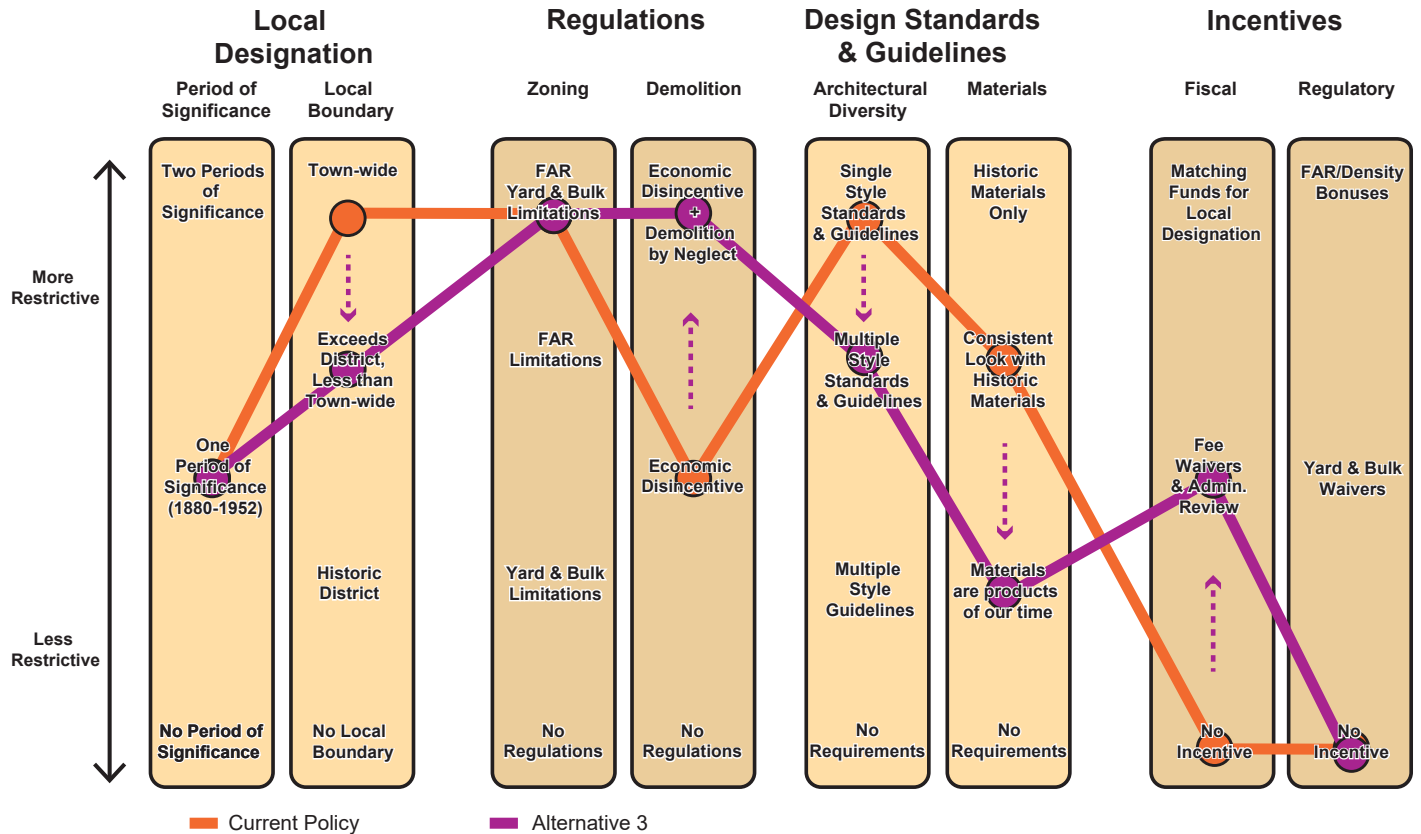 Local
Designation
Regulations
Design Standards
& Guidelines
Incentives
Period of
Significance
Local
Boundary
Zoning
Demolition
Architectural
Diversity
Materials
Fiscal
Regulatory
More
Restrictive
Less
Restrictive
Two Periods
of
Significance
One
Period of
Significance
(1880-1952)
No Period of
Significance
Town-wide
Exceeds
District,
Less than
Town-wide
Historic
District
No Local
Boundary
FAR
Yard & Bulk
Limitations
FAR
Limitations
Yard & Bulk
Limitations
No
Regulations
Economic
Disincentive
+
Demolition
by Neglect
Economic
Disincentive
No
Regulations
Single
Style
Standards
& Guidelines
Multiple
Style
Standards
& Guidelines
Multiple
Style
Guidelines
No
Requirements
Historic
Materials
Only
Consistent
Look with
Historic
Materials
Materials
are products
of our time
No
Requirements
Matching
Funds for
Local
Designation
Fee
Waivers
& Admin.
Review
No
Incentive
FAR/Density
Bonuses
Yard & Bulk
Waivers
No
Incentive
Current Policy
Alternative 3